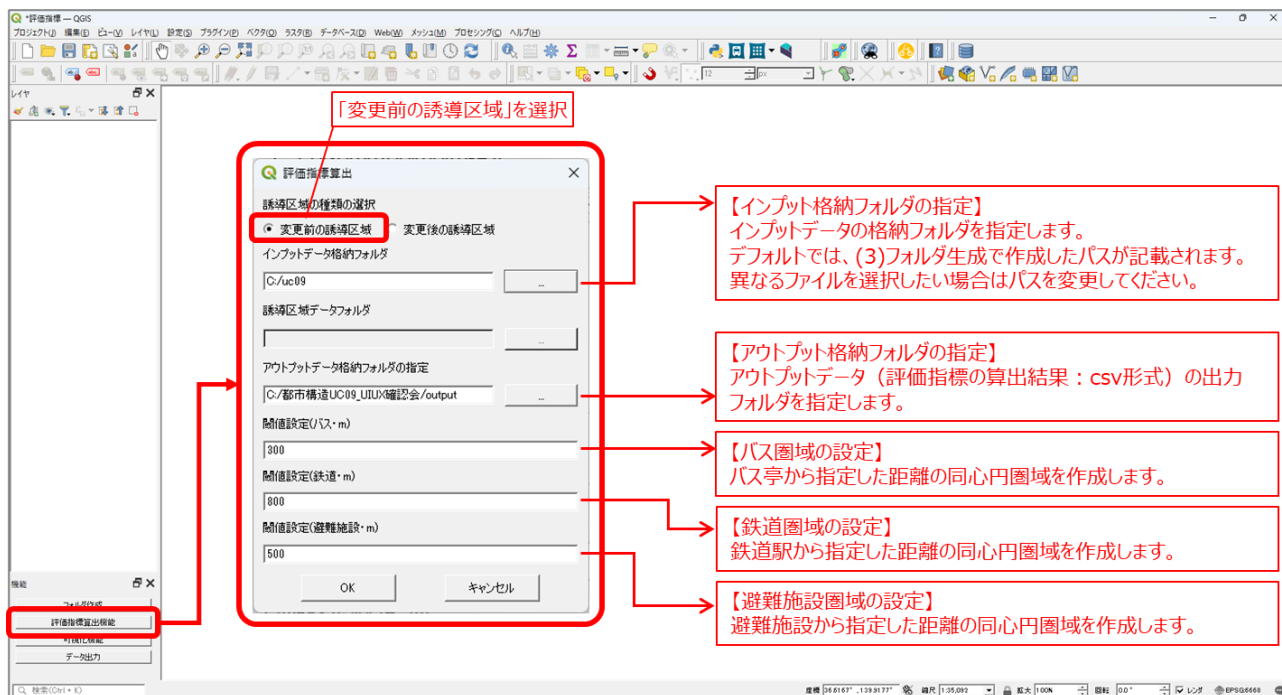 *評価指標 — QGIS
プロジェクト(J) 編集(E) ビュー(V) レイヤ(L) 設定(S) プラグイン(P) ベクタ(O) ラスタ(R) データベース(D) Web(W) メッシュ(M) プロセシング(C) ヘルプ(H)
12 px
レイヤ
「変更前の誘導区域」を選択
評価指標算出
誘導区域の種類の選択
変更前の誘導区域 変更後の誘導区域
インプットデータ格納フォルダ
C:/uc09 ...
誘導区域データフォルダ
...
アウトプットデータ格納フォルダの指定
C:/都市構造UC09_UIUX確認会/output ...
閾値設定(バス・m)
300
閾値設定(鉄道・m)
800
閾値設定(避難施設・m)
500
OK キャンセル
【インプット格納フォルダの指定】
インプットデータの格納フォルダを指定します。
デフォルトでは、(3)フォルダ生成で作成したパスが記載されます。
異なるファイルを選択したい場合はパスを変更してください。
【アウトプット格納フォルダの指定】
アウトプットデータ（評価指標の算出結果：csv形式）の出力
フォルダを指定します。
【バス圏域の設定】
バス亭から指定した距離の同心円圏域を作成します。
【鉄道圏域の設定】
鉄道駅から指定した距離の同心円圏域を作成します。
【避難施設圏域の設定】
避難施設から指定した距離の同心円圏域を作成します。
機能
フォルダ作成
評価指標算出機能
可視化機能
データ出力
検索(Ctrl + K)
座標 36.6167°,139.9177° 縮尺 1:35,092 拡大 100% 回転 0.0° レンダ EPSG:6668